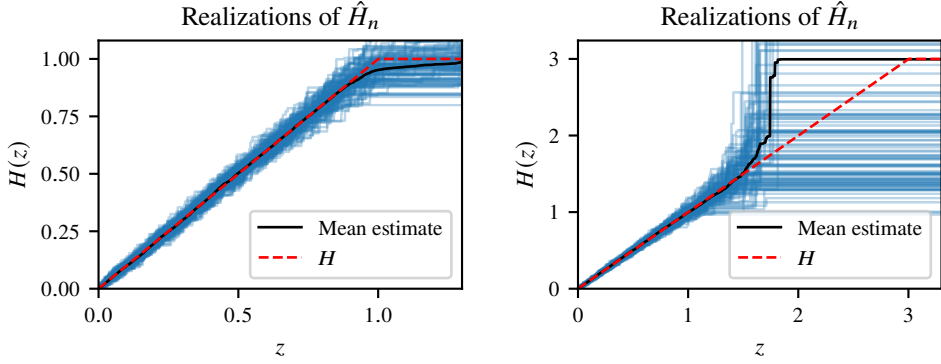 Realizations of Ĥₙ
H(z)
1.00
0.75
0.50
0.25
0.00
0.0
0.5
1.0
z
Mean estimate
H
Realizations of Ĥₙ
H(z)
3
2
1
0
0
1
2
3
z
Mean estimate
H